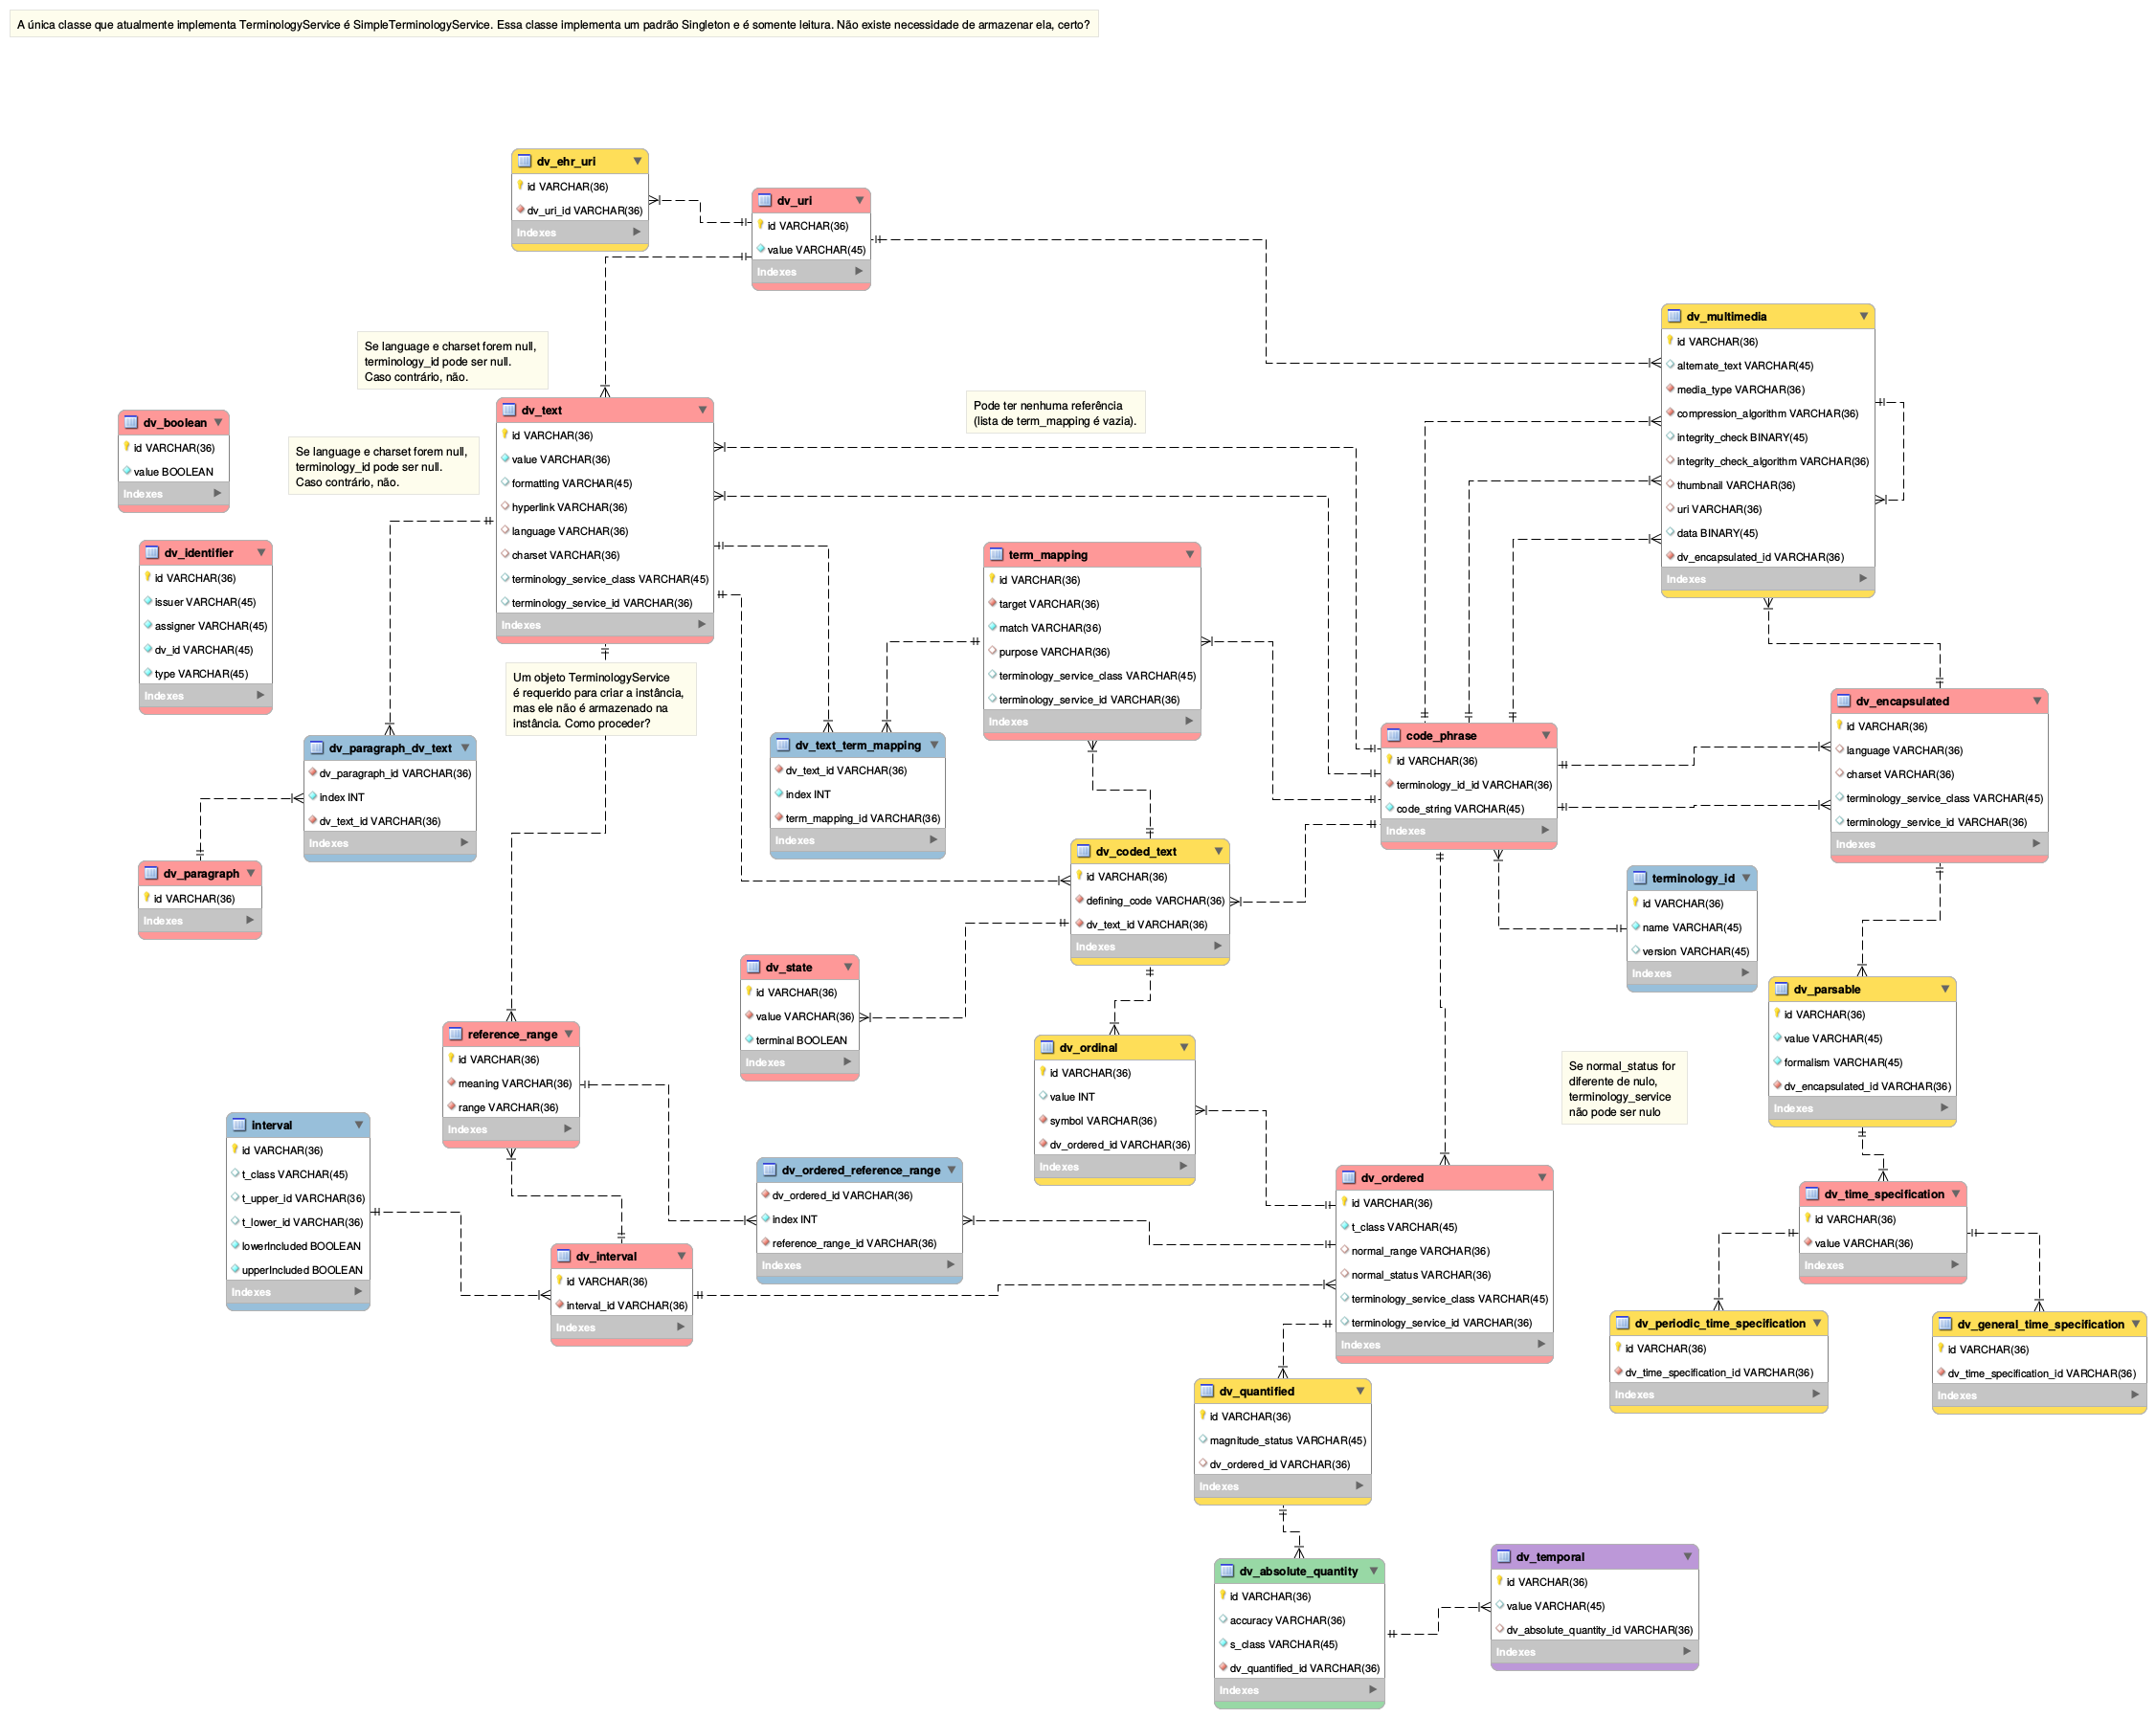 A única classe que atualmente implementa TerminologyService é SimpleTerminologyService. Essa classe implementa um padrão Singleton e é somente leitura. Não existe necessidade de armazenar ela, certo?
dv_ehr_uri
id VARCHAR(36)
dv_uri_id VARCHAR(36)
Indexes
dv_uri
id VARCHAR(36)
value VARCHAR(45)
Indexes
dv_multimedia
id VARCHAR(36)
alternate_text VARCHAR(45)
media_type VARCHAR(36)
compression_algorithm VARCHAR(36)
integrity_check BINARY(45)
integrity_check_algorithm VARCHAR(36)
thumbnail VARCHAR(36)
uri VARCHAR(36)
data BINARY(45)
dv_encapsulated_id VARCHAR(36)
Indexes
Se language e charset forem null,
terminology_id pode ser null.
Caso contrário, não.
Pode ter nenhuma referência
(lista de term_mapping é vazia).
dv_text
id VARCHAR(36)
value VARCHAR(36)
formatting VARCHAR(45)
hyperlink VARCHAR(36)
language VARCHAR(36)
charset VARCHAR(36)
terminology_service_class VARCHAR(45)
terminology_service_id VARCHAR(36)
Indexes
dv_boolean
id VARCHAR(36)
value BOOLEAN
Indexes
Se language e charset forem null,
terminology_id pode ser null.
Caso contrário, não.
dv_identifier
id VARCHAR(36)
issuer VARCHAR(45)
assigner VARCHAR(45)
dv_id VARCHAR(45)
type VARCHAR(45)
Indexes
term_mapping
id VARCHAR(36)
target VARCHAR(36)
match VARCHAR(36)
purpose VARCHAR(36)
terminology_service_class VARCHAR(45)
terminology_service_id VARCHAR(36)
Indexes
Um objeto TerminologyService
é requerido para criar a instância,
mas ele não é armazenado na
instância. Como proceder?
dv_encapsulated
id VARCHAR(36)
language VARCHAR(36)
charset VARCHAR(36)
terminology_service_class VARCHAR(45)
terminology_service_id VARCHAR(36)
Indexes
dv_paragraph_dv_text
dv_paragraph_id VARCHAR(36)
index INT
dv_text_id VARCHAR(36)
Indexes
dv_text_term_mapping
dv_text_id VARCHAR(36)
index INT
term_mapping_id VARCHAR(36)
Indexes
code_phrase
id VARCHAR(36)
terminology_id_id VARCHAR(36)
code_string VARCHAR(45)
Indexes
dv_paragraph
id VARCHAR(36)
Indexes
dv_coded_text
id VARCHAR(36)
defining_code VARCHAR(36)
dv_text_id VARCHAR(36)
Indexes
terminology_id
id VARCHAR(36)
name VARCHAR(45)
version VARCHAR(45)
Indexes
dv_state
id VARCHAR(36)
value VARCHAR(36)
terminal BOOLEAN
Indexes
dv_parsable
id VARCHAR(36)
value VARCHAR(45)
formalism VARCHAR(45)
dv_encapsulated_id VARCHAR(36)
Indexes
reference_range
id VARCHAR(36)
meaning VARCHAR(36)
range VARCHAR(36)
Indexes
dv_ordinal
id VARCHAR(36)
value INT
symbol VARCHAR(36)
dv_ordered_id VARCHAR(36)
Indexes
Se normal_status for
diferente de nulo,
terminology_service
não pode ser nulo
interval
id VARCHAR(36)
t_class VARCHAR(45)
t_upper_id VARCHAR(36)
t_lower_id VARCHAR(36)
lowerIncluded BOOLEAN
upperIncluded BOOLEAN
Indexes
dv_ordered_reference_range
dv_ordered_id VARCHAR(36)
index INT
reference_range_id VARCHAR(36)
Indexes
dv_ordered
id VARCHAR(36)
t_class VARCHAR(45)
normal_range VARCHAR(36)
normal_status VARCHAR(36)
terminology_service_class VARCHAR(45)
terminology_service_id VARCHAR(36)
Indexes
dv_time_specification
id VARCHAR(36)
value VARCHAR(36)
Indexes
dv_interval
id VARCHAR(36)
interval_id VARCHAR(36)
Indexes
dv_periodic_time_specification
id VARCHAR(36)
dv_time_specification_id VARCHAR(36)
Indexes
dv_general_time_specification
id VARCHAR(36)
dv_time_specification_id VARCHAR(36)
Indexes
dv_quantified
id VARCHAR(36)
magnitude_status VARCHAR(45)
dv_ordered_id VARCHAR(36)
Indexes
dv_absolute_quantity
id VARCHAR(36)
accuracy VARCHAR(36)
s_class VARCHAR(45)
dv_quantified_id VARCHAR(36)
Indexes
dv_temporal
id VARCHAR(36)
value VARCHAR(45)
dv_absolute_quantity_id VARCHAR(36)
Indexes